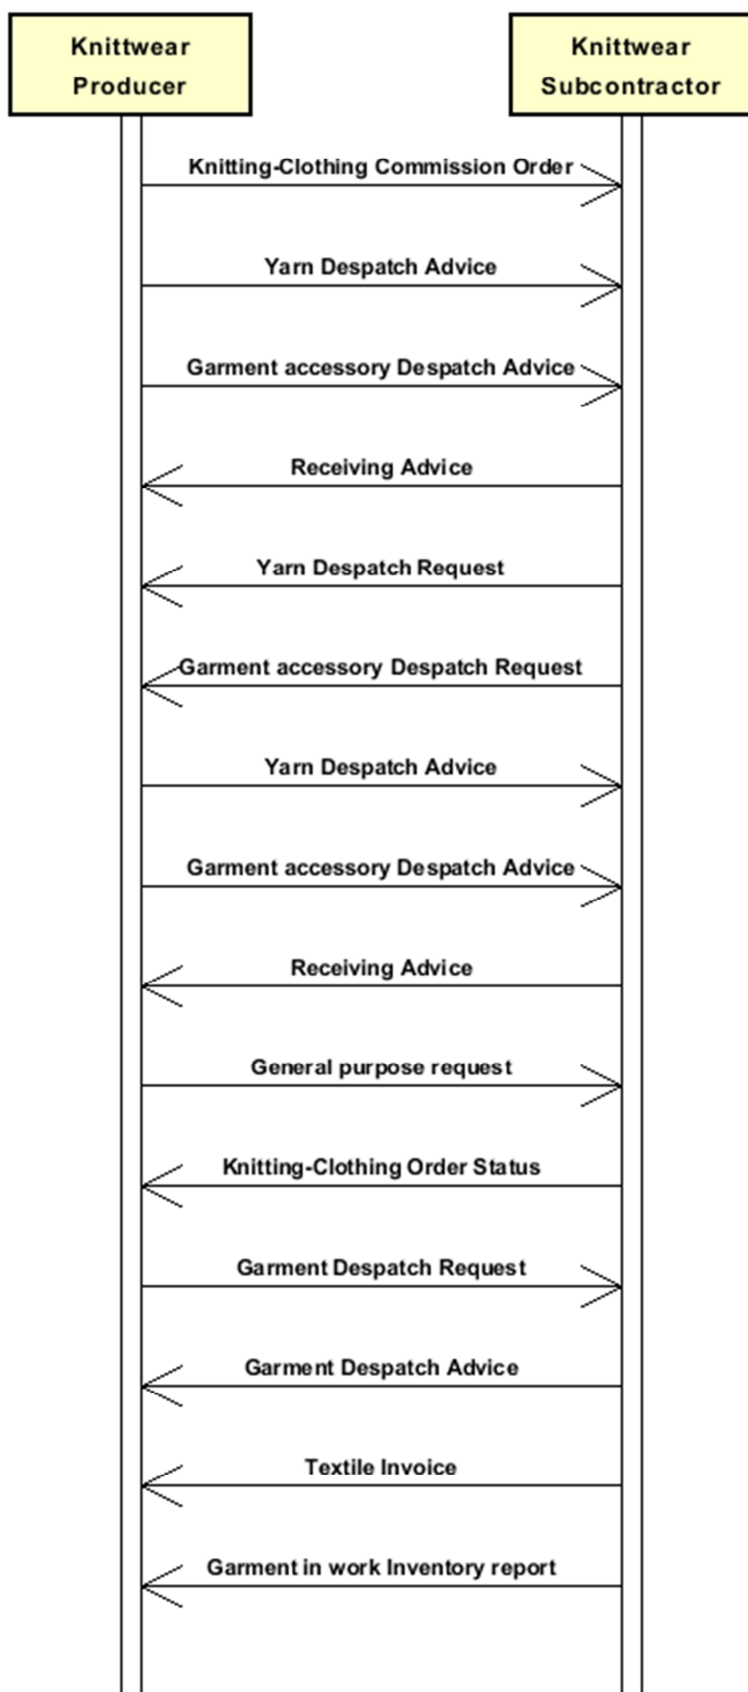 Knittwear
Producer
Knittwear
Subcontractor
Knitting-Clothing Commission Order
Yarn Despatch Advice
Garment accessory Despatch Advice
Receiving Advice
Yarn Despatch Request
Garment accessory Despatch Request
Yarn Despatch Advice
Garment accessory Despatch Advice
Receiving Advice
General purpose request
Knitting-Clothing Order Status
Garment Despatch Request
Garment Despatch Advice
Textile Invoice
Garment in work Inventory report